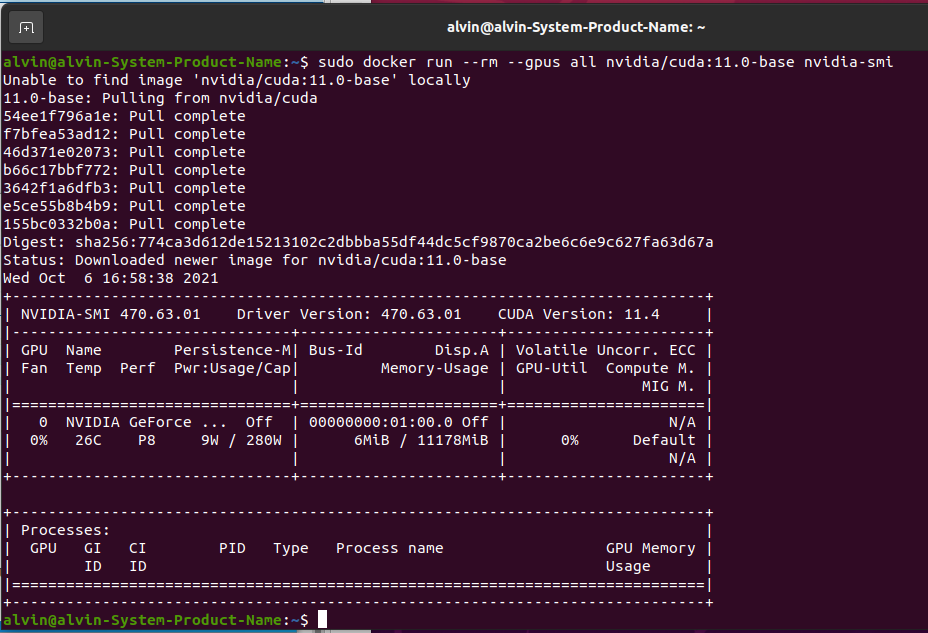 alvin@alvin-System-Product-Name: ~
alvin@alvin-System-Product-Name:~$ sudo docker run --rm --gpus all nvidia/cuda:11.0-base nvidia-smi
Unable to find image 'nvidia/cuda:11.0-base' locally
11.0-base: Pulling from nvidia/cuda
54ee1f796a1e: Pull complete
f7bfea53ad12: Pull complete
46d371e02073: Pull complete
b66c17bbf772: Pull complete
3642f1a6dfb3: Pull complete
e5ce55b8b4b9: Pull complete
155bc0332b0a: Pull complete
Digest: sha256:774ca3d612de15213102c2dbbba55df44dc5cf9870ca2be6c6e9c627fa63d67a
Status: Downloaded newer image for nvidia/cuda:11.0-base
Wed Oct  6 16:58:38 2021
+-----------------------------------------------------------------------------+
| NVIDIA-SMI 470.63.01    Driver Version: 470.63.01    CUDA Version: 11.4     |
|-------------------------------+----------------------+----------------------+
| GPU  Name        Persistence-M| Bus-Id        Disp.A | Volatile Uncorr. ECC |
| Fan  Temp  Perf  Pwr:Usage/Cap|         Memory-Usage | GPU-Util  Compute M. |
|                               |                      |               MIG M. |
|===============================+======================+======================|
|   0  NVIDIA GeForce ...  Off  | 00000000:01:00.0 Off |                  N/A |
|  0%   26C    P8     9W / 280W |      6MiB / 11178MiB |      0%      Default |
|                               |                      |                  N/A |
+-------------------------------+----------------------+----------------------+
+-----------------------------------------------------------------------------+
| Processes:                                                                  |
|  GPU   GI   CI        PID   Type   Process name                  GPU Memory |
|        ID   ID                                                   Usage      |
|=============================================================================|
+-----------------------------------------------------------------------------+
alvin@alvin-System-Product-Name:~$